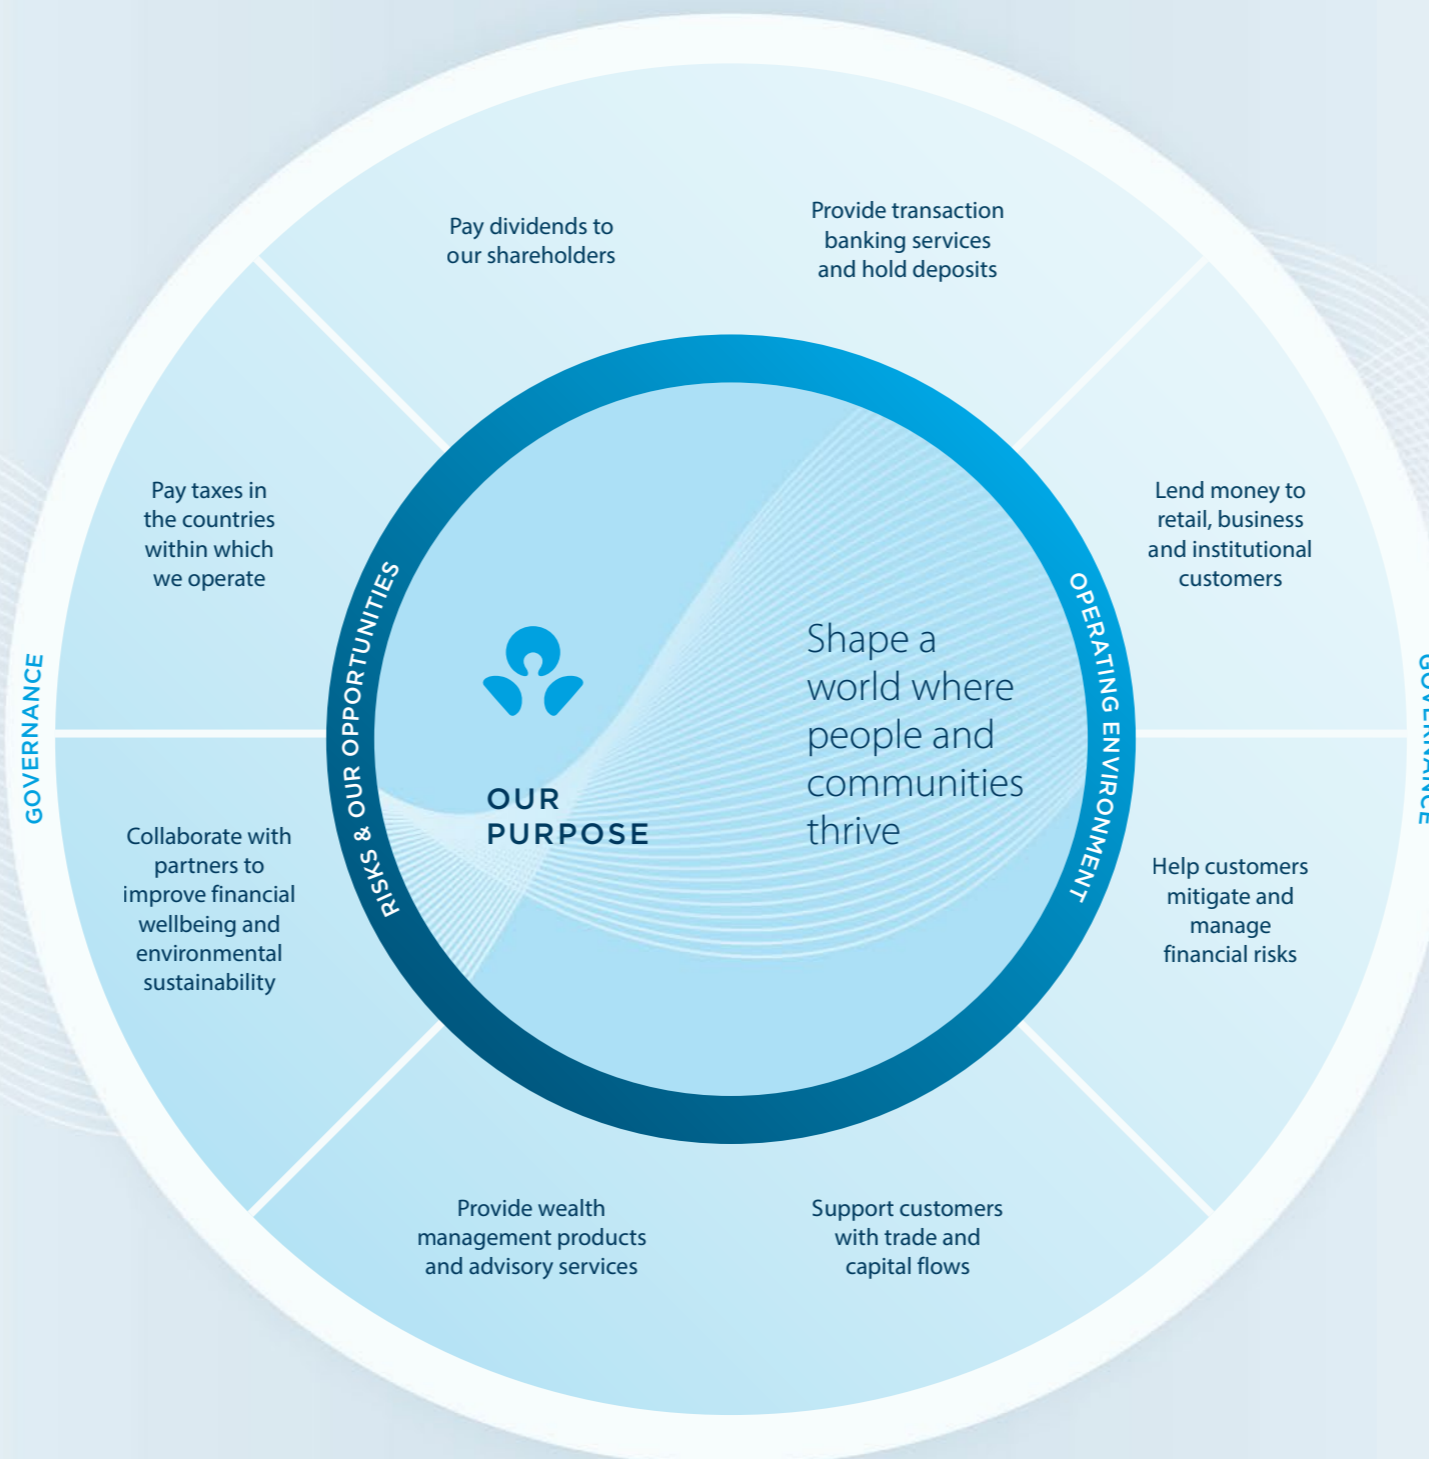 Pay dividends to
our shareholders
Provide transaction
banking services
and hold deposits
Pay taxes in
the countries
within which
we operate
Lend money to
retail, business
and institutional
customers
RISKS & OUR OPPORTUNITIES
OPERATING ENVIRONMENT
GOVERNANCE
GOVERNANCE
OUR
PURPOSE
Shape a
world where
people and
communities
thrive
Collaborate with
partners to
improve financial
wellbeing and
environmental
sustainability
Help customers
mitigate and
manage
financial risks
Provide wealth
management products
and advisory services
Support customers
with trade and
capital flows